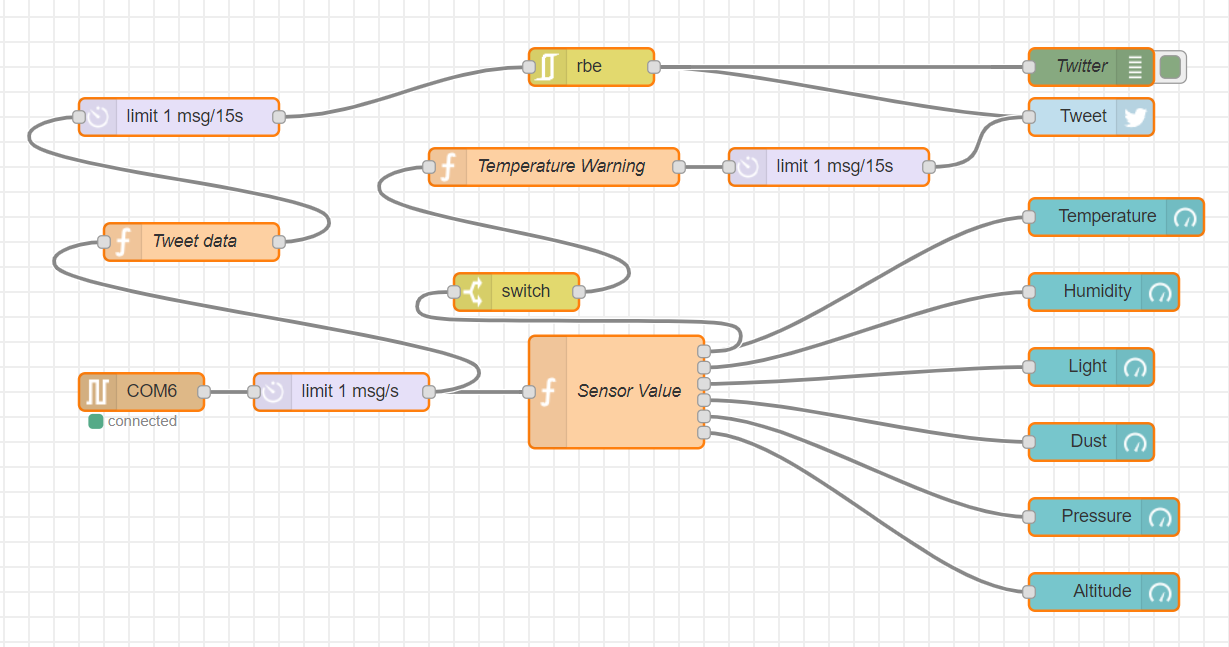 rbe
Twitter
limit 1 msg/15s
Tweet
Temperature Warning
limit 1 msg/15s
Temperature
Tweet data
switch
Humidity
Light
COM6
limit 1 msg/s
Sensor Value
connected
Dust
Pressure
Altitude